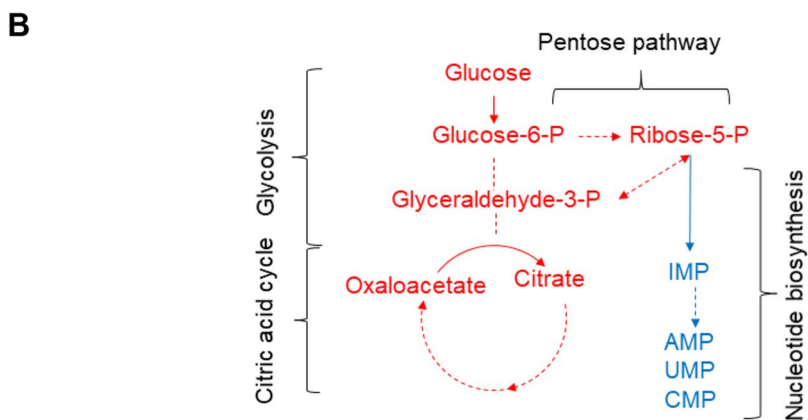 B
Pentose pathway
Glucose
Glucose-6-P
Ribose-5-P
Glyceraldehyde-3-P
Oxaloacetate
Citrate
IMP
AMP
UMP
CMP
Glycolysis
Citric acid cycle
Nucleotide biosynthesis